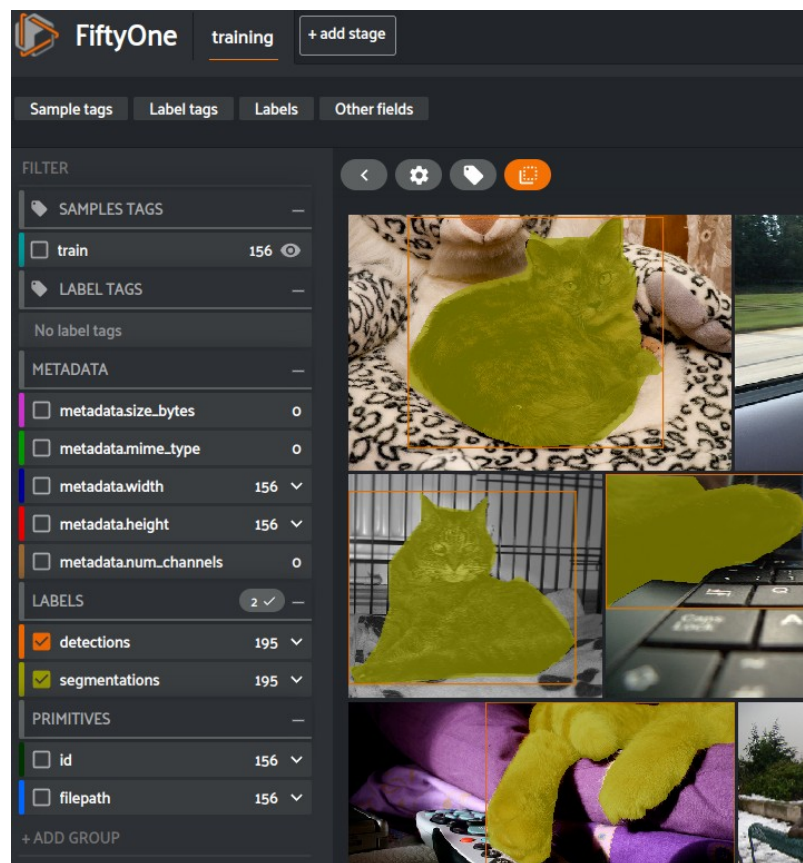 FiftyOne training + add stage
Sample tags Label tags Labels Other fields
FILTER
SAMPLES TAGS
train 156
LABEL TAGS
No label tags
METADATA
metadata.size_bytes 0
metadata.mime_type 0
metadata.width 156
metadata.height 156
metadata.num_channels 0
LABELS 2
detections 195
segmentations 195
PRIMITIVES
id 156
filepath 156
+ ADD GROUP
Caps
Lock
Q
A